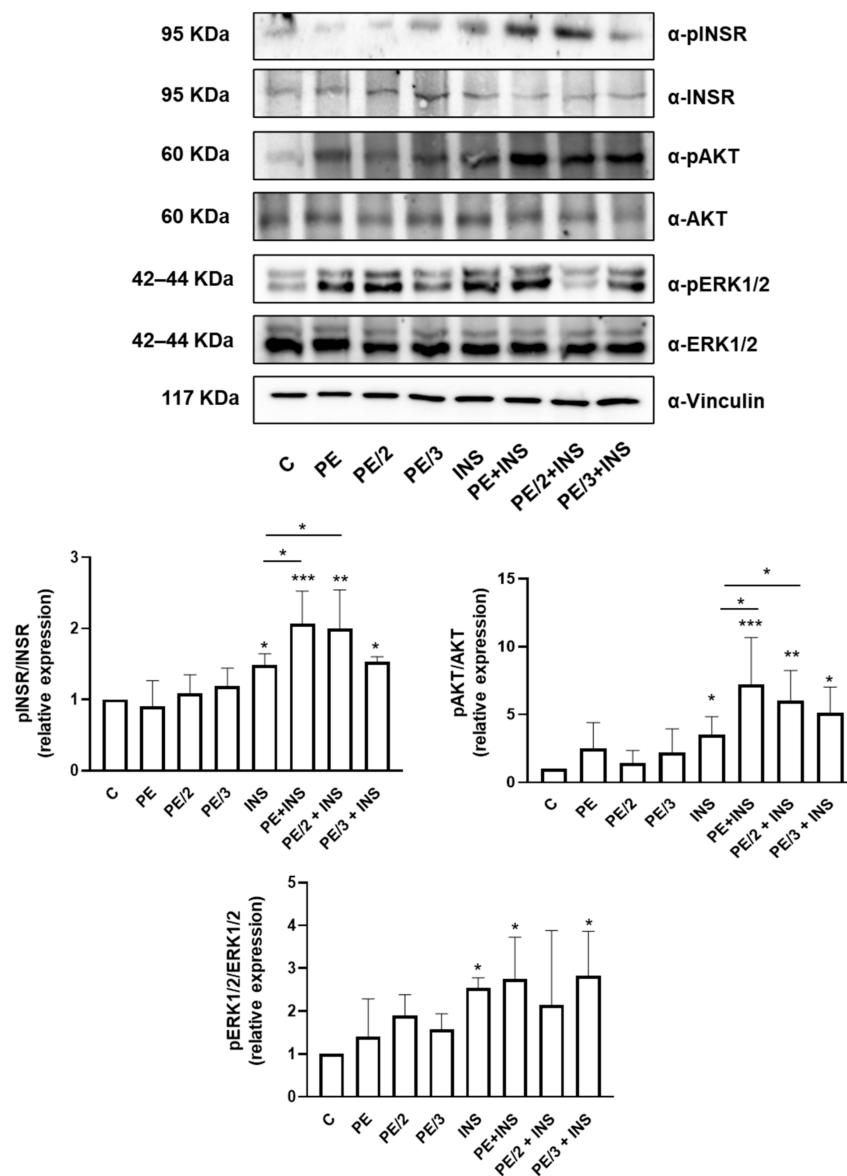 95 KDa α-pINSR
95 KDa α-INSR
60 KDa α-pAKT
60 KDa α-AKT
42–44 KDa α-pERK1/2
42–44 KDa α-ERK1/2
117 KDa α-Vinculin
C PE PE/2 PE/3 INS PE+INS PE/2+INS PE/3+INS
pINSR/INSR
(relative expression)
3
2
1
0
*
*
* *** ** *
C PE PE/2 PE/3 INS PE+INS PE/2 + INS PE/3 + INS
pAKT/AKT
(relative expression)
15
10
5
0
*
*
* *** ** *
C PE PE/2 PE/3 INS PE+INS PE/2 + INS PE/3 + INS
pERK1/2/ERK1/2
(relative expression)
5
4
3
2
1
0
* * *
C PE PE/2 PE/3 INS PE+INS PE/2 + INS PE/3 + INS